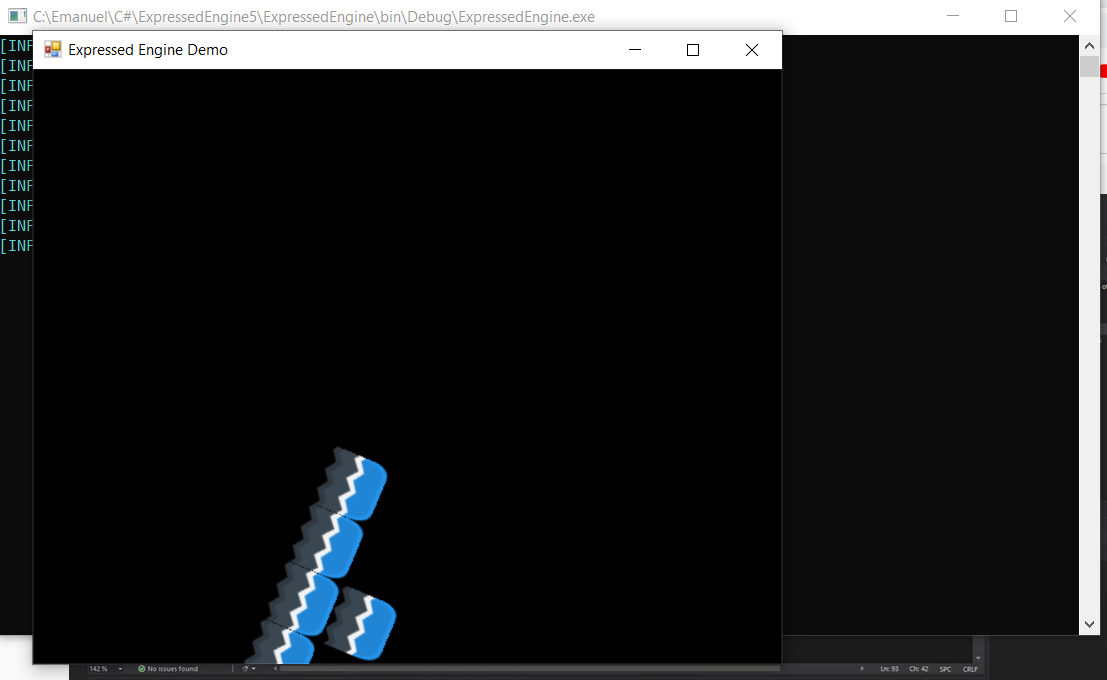 C:\Emanuel\C#\ExpressedEngine5\ExpressedEngine\bin\Debug\ExpressedEngine.exe
Expressed Engine Demo
[INF
[INF
[INF
[INF
[INF
[INF
[INF
[INF
[INF
[INF
[INF
142 % No issues found Ln: 93 Ch: 42 SPC CRLF